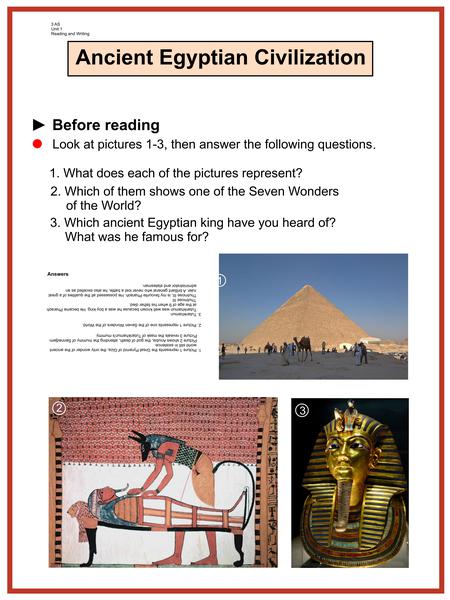 3 AS
Unit 1
Reading and Writing
Ancient Egyptian Civilization
► Before reading
Look at pictures 1-3, then answer the following questions.
1. What does each of the pictures represent?
2. Which of them shows one of the Seven Wonders
of the World?
3. Which ancient Egyptian king have you heard of?
What was he famous for?
Answers
1. Picture 1 represents the Great Pyramid of Giza, the only wonder of the ancient
world still in existence.
Picture 2 shows Anubis, the god of death, attending the mummy of Sennedjem.
Picture 3 reveals the mask of Tutankhamun's mummy.
2. Picture 1 represents one of the Seven Wonders of the World.
3. Tutankhamun
Tutankhamun was well known because he was a boy king. He became Pharaoh
at the age of 9 when his father died.
Thutmose III
Thutmose III, is my favourite Pharaoh. He possessed all the qualities of a great
ruler. A brilliant general who never lost a battle, he also excelled as an
administrator and statesman.
1
2
3